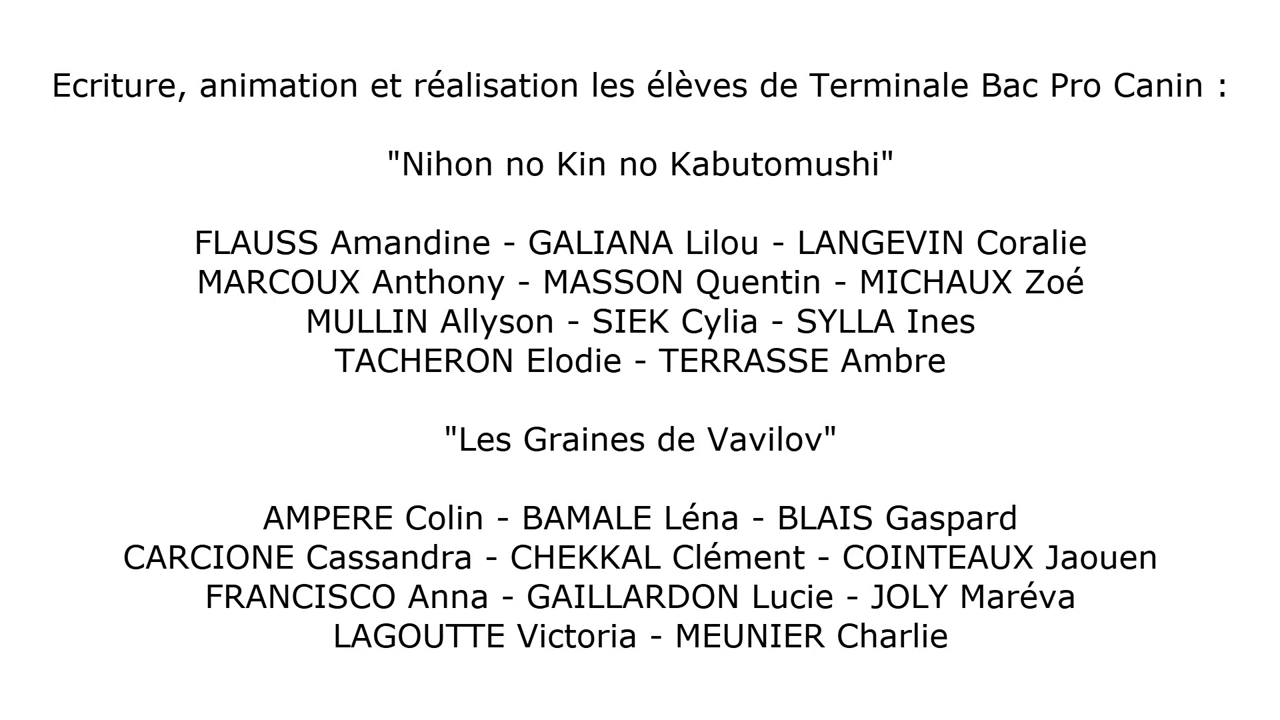 Ecriture, animation et réalisation les élèves de Terminale Bac Pro Canin :
"Nihon no Kin no Kabutomushi"
FLAUSS Amandine - GALIANA Lilou - LANGEVIN Coralie
MARCOUX Anthony - MASSON Quentin - MICHAUX Zoé
MULLIN Allyson - SIEK Cylia - SYLLA Ines
TACHERON Elodie - TERRASSE Ambre
"Les Graines de Vavilov"
AMPERE Colin - BAMALE Léna - BLAIS Gaspard
CARCIONE Cassandra - CHEKKAL Clément - COINTEAUX Jaouen
FRANCISCO Anna - GAILLARDON Lucie - JOLY Maréva
LAGOUTTE Victoria - MEUNIER Charlie